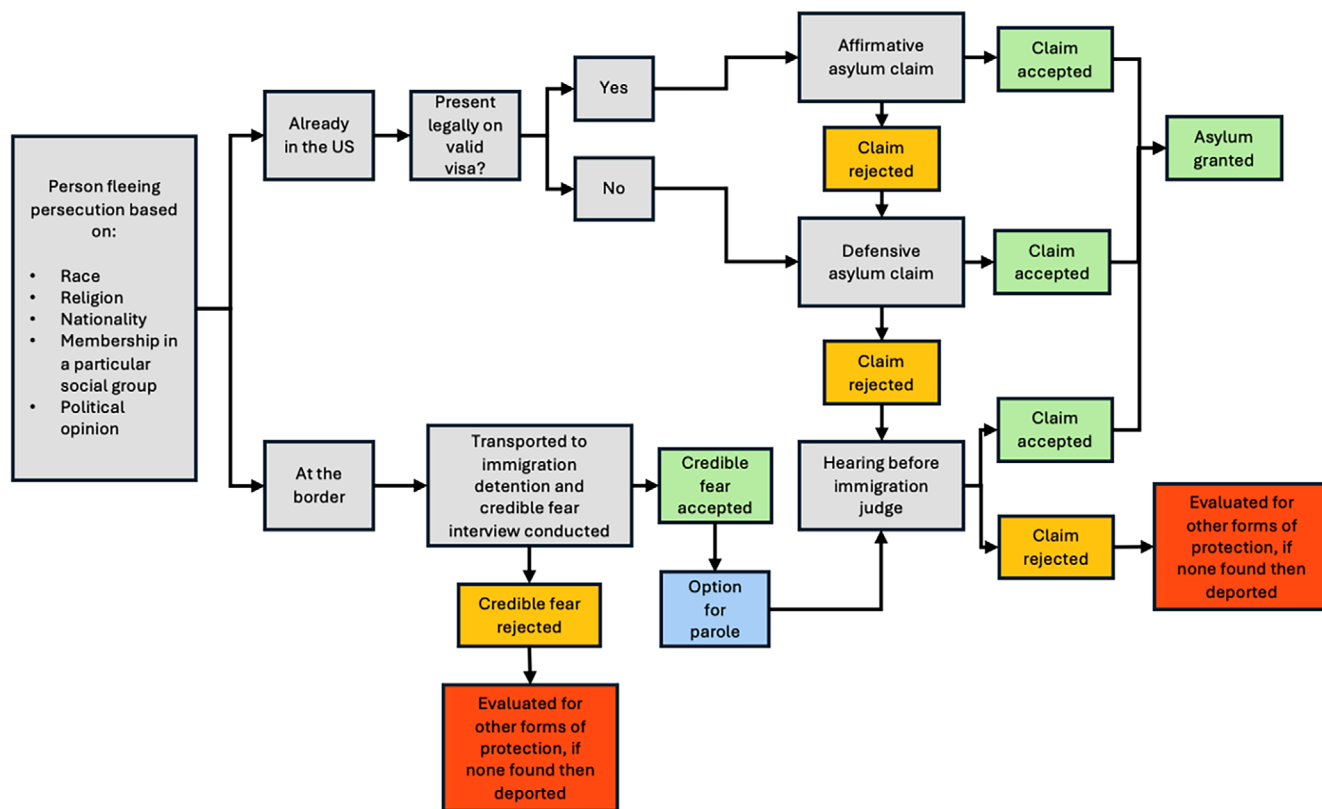 Person fleeing
persecution based
on:
• Race
• Religion
• Nationality
• Membership in
a particular
social group
• Political
opinion
Already
in the US
Present
legally on
valid
visa?
Yes
No
Affirmative
asylum claim
Claim
accepted
Claim
rejected
Asylum
granted
Defensive
asylum claim
Claim
accepted
Claim
rejected
At the
border
Transported to
immigration
detention and
credible fear
interview conducted
Credible
fear
accepted
Credible fear
rejected
Option
for
parole
Evaluated for
other forms of
protection, if
none found then
deported
Hearing before
immigration
judge
Claim
accepted
Claim
rejected
Evaluated for
other forms of
protection, if
none found then
deported